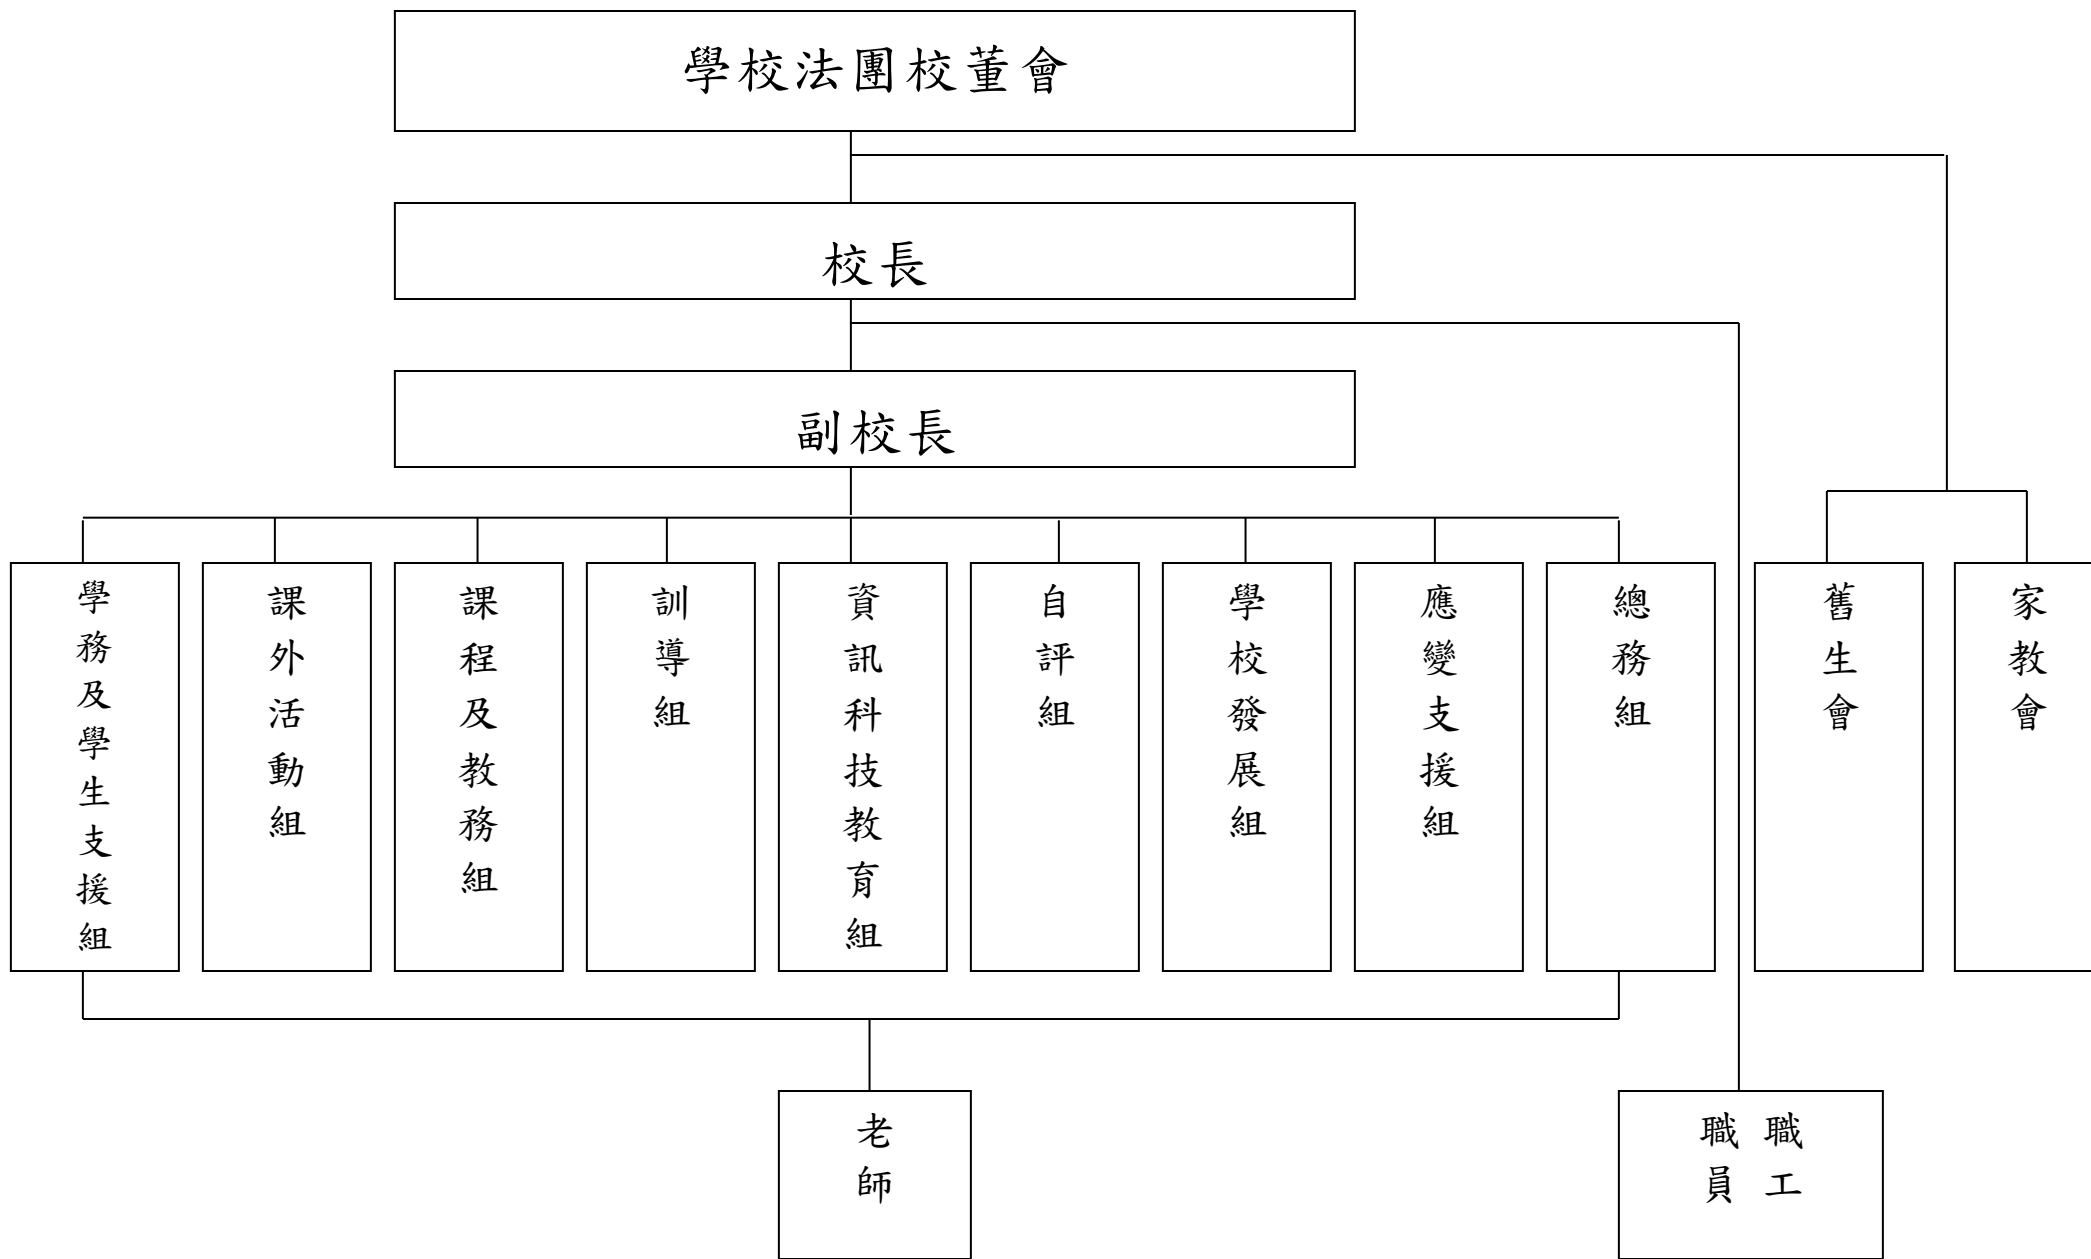 學校法團校董會
校長
副校長
學務及學生支援組
課外活動組
課程及教務組
訓導組
資訊科技教育組
自評組
學校發展組
應變支援組
總務組
舊生會
家教會
老師
職員
職工